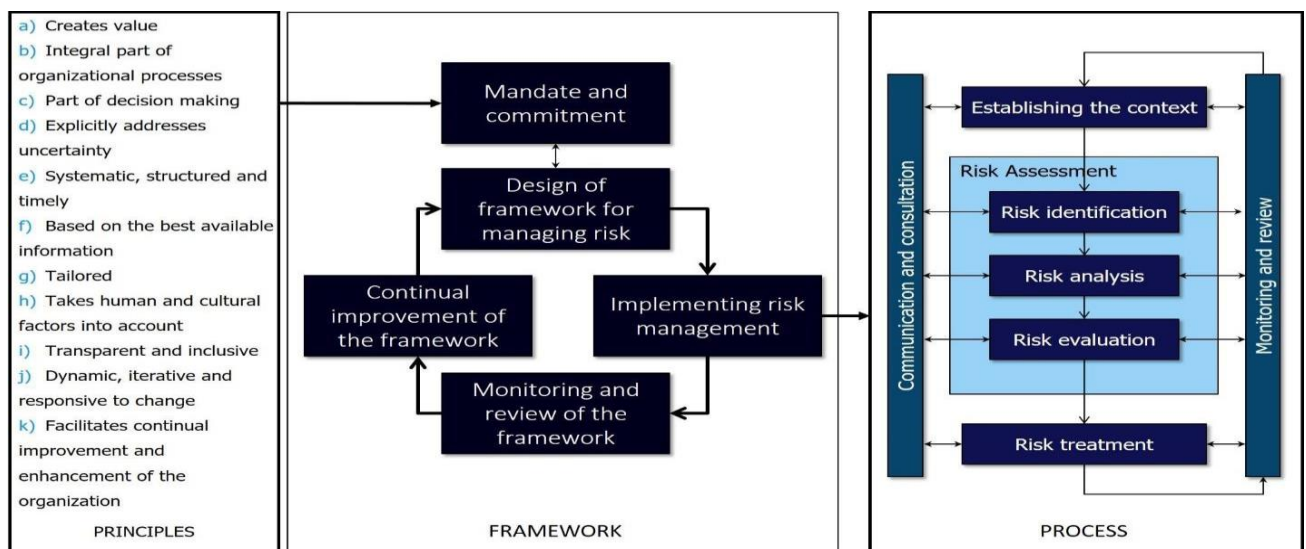 a) Creates value
b) Integral part of
organizational processes
c) Part of decision making
d) Explicitly addresses
uncertainty
e) Systematic, structured and
timely
f) Based on the best available
information
g) Tailored
h) Takes human and cultural
factors into account
i) Transparent and inclusive
j) Dynamic, iterative and
responsive to change
k) Facilitates continual
improvement and
enhancement of the
organization
PRINCIPLES
Mandate and
commitment
Design of
framework for
managing risk
Implementing risk
management
Monitoring and
review of the
framework
Continual
improvement of
the framework
FRAMEWORK
Communication and consultation
Establishing the context
Risk Assessment
Risk identification
Risk analysis
Risk evaluation
Risk treatment
Monitoring and review
PROCESS